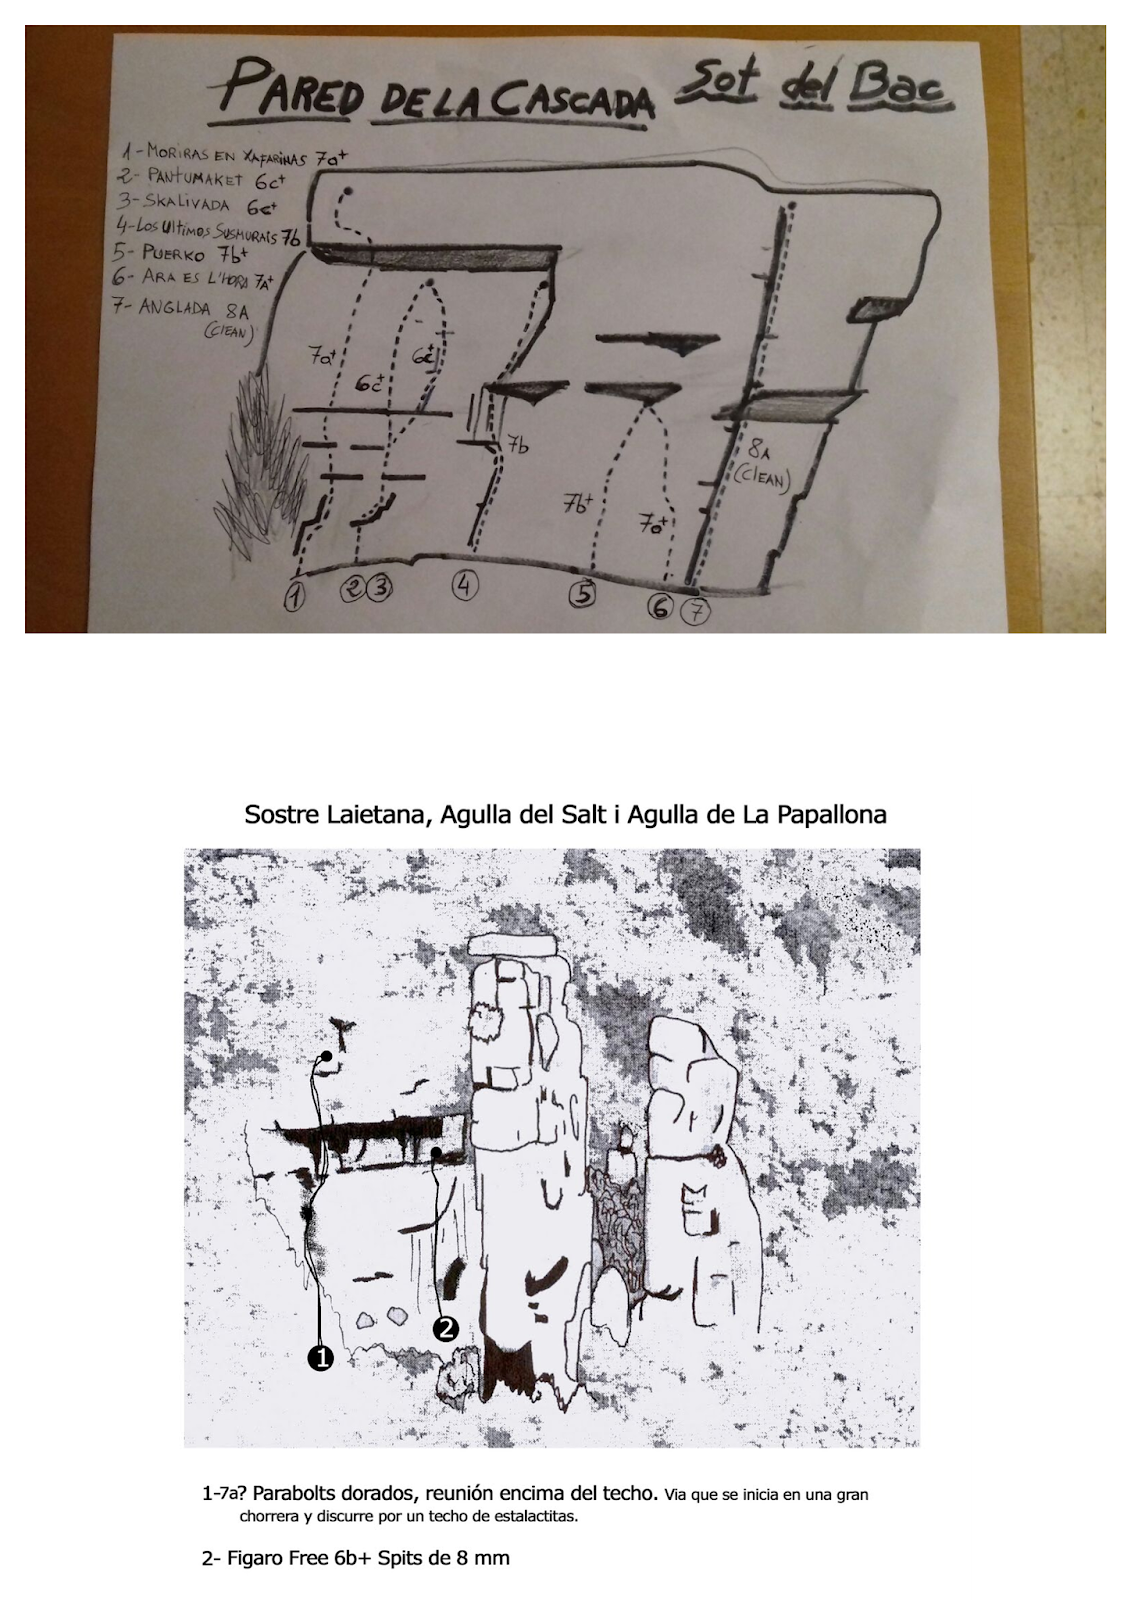 PARED DE LA CASCADA Sot del Bac
1-MORIRAS EN XAFARINAS 7a+
2- PANTUMAKET 6c+
3-SKALIVADA 6c+
4-Los Ultimos Susmurais 7b
5- PUERKO 7b+
6- ARA ES L'HORA 7A+
7- ANGLADA 8A
(CLEAN)
7a+
6c+
6c+
7b
8A
(CLEAN)
7b+
7a+
1
2
3
4
5
6
7
Sostre Laietana, Agulla del Salt i Agulla de La Papallona
2
1
1-7a? Parabolts dorados, reunión encima del techo. Via que se inicia en una gran
chorrera y discurre por un techo de estalactitas.
2- Figaro Free 6b+ Spits de 8 mm